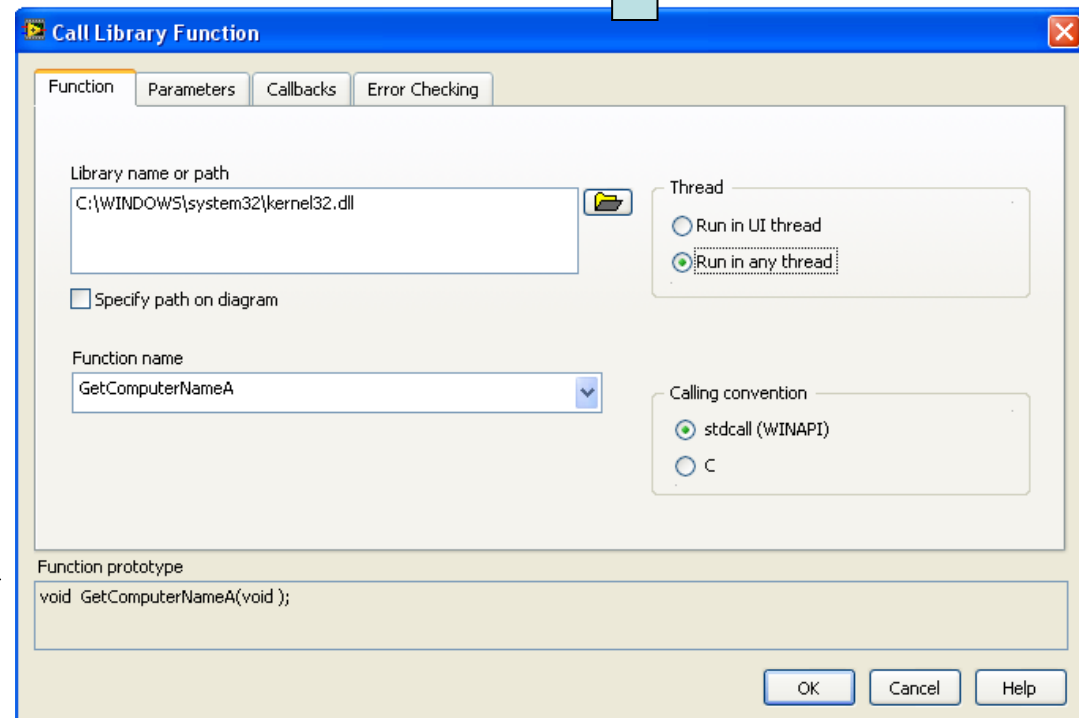 Call Library Function
Function Parameters Callbacks Error Checking
Library name or path
C:\WINDOWS\system32\kernel32.dll
Specify path on diagram
Function name
GetComputerNameA
Thread
Run in UI thread
Run in any thread
Calling convention
stdcall (WINAPI)
C
Function prototype
void GetComputerNameA(void );
OK Cancel Help